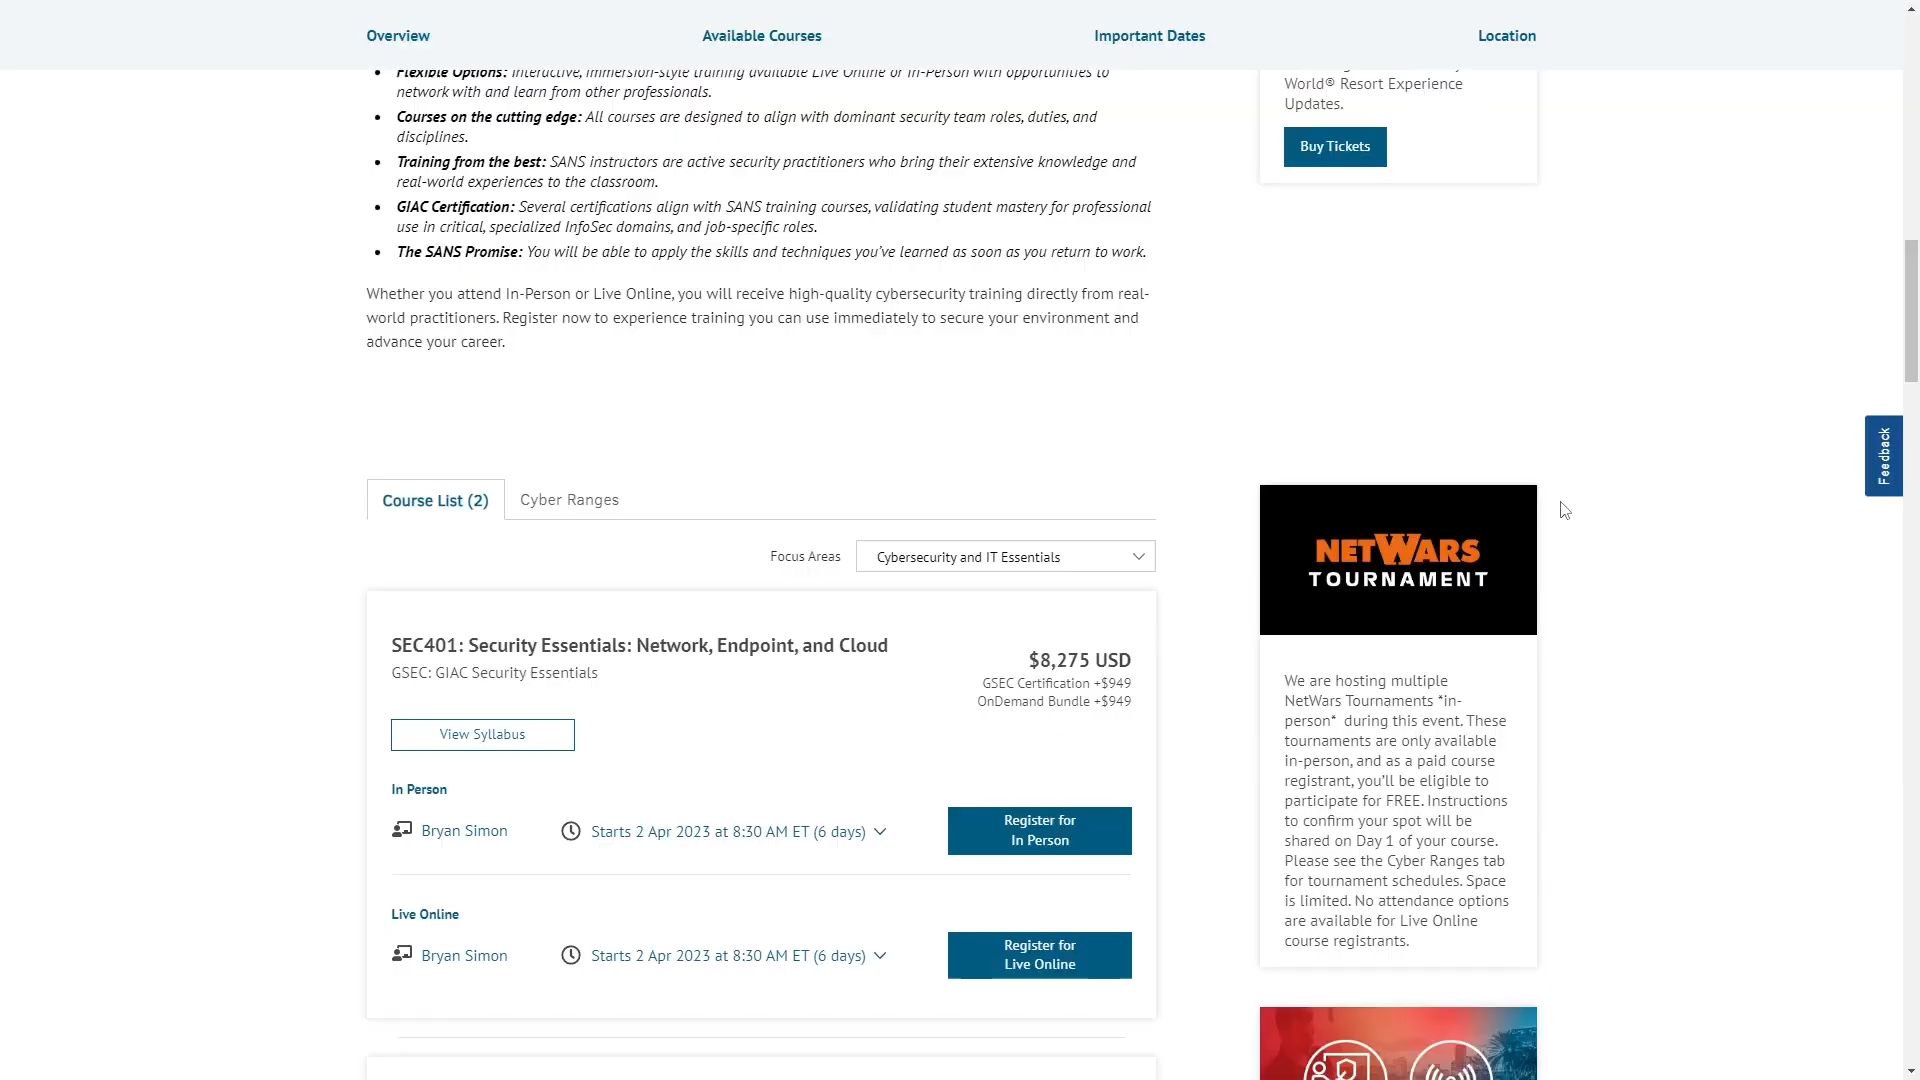 Overview
Available Courses
Important Dates
Location
Flexible Options: Interactive, immersion-style training available Live Online or In-Person with opportunities to
network with and learn from other professionals.
Courses on the cutting edge: All courses are designed to align with dominant security team roles, duties, and
disciplines.
Training from the best: SANS instructors are active security practitioners who bring their extensive knowledge and
real-world experiences to the classroom.
GIAC Certification: Several certifications align with SANS training courses, validating student mastery for professional
use in critical, specialized InfoSec domains, and job-specific roles.
The SANS Promise: You will be able to apply the skills and techniques you’ve learned as soon as you return to work.
Whether you attend In-Person or Live Online, you will receive high-quality cybersecurity training directly from real-
world practitioners. Register now to experience training you can use immediately to secure your environment and
advance your career.
World® Resort Experience
Updates.
Buy Tickets
Feedback
Course List (2)
Cyber Ranges
Focus Areas
Cybersecurity and IT Essentials
SEC401: Security Essentials: Network, Endpoint, and Cloud
GSEC: GIAC Security Essentials
$8,275 USD
GSEC Certification +$949
OnDemand Bundle +$949
View Syllabus
In Person
Bryan Simon
Starts 2 Apr 2023 at 8:30 AM ET (6 days)
Register for
In Person
Live Online
Bryan Simon
Starts 2 Apr 2023 at 8:30 AM ET (6 days)
Register for
Live Online
NETWARS
TOURNAMENT
We are hosting multiple
NetWars Tournaments *in-
person* during this event. These
tournaments are only available
in-person, and as a paid course
registrant, you’ll be eligible to
participate for FREE. Instructions
to confirm your spot will be
shared on Day 1 of your course.
Please see the Cyber Ranges tab
for tournament schedules. Space
is limited. No attendance options
are available for Live Online
course registrants.